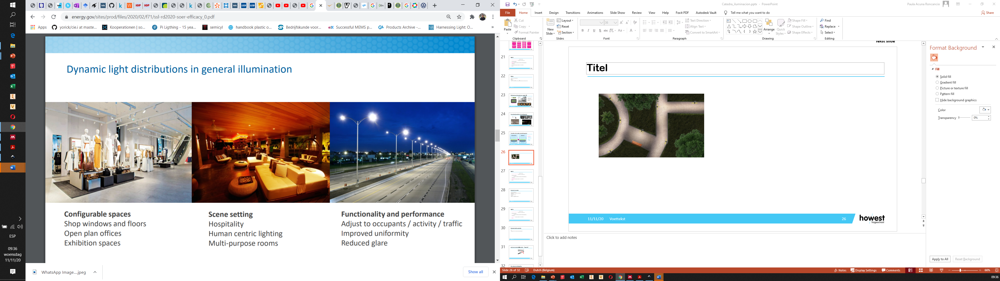 energy.gov/sites/prod/files/2020/02/f71/ssl-rd2020-soer-efficacy_0.pdf
Apps
yorick/cie.i at maste...
Kooperationen | so...
Pi Ligthing - 15 yea...
semicyl
handbook plastic o...
Bedrijfskunde voor...
Successful MEMS p...
Products Archive -...
Harnessing Light: O...
»
Dynamic light distributions in general illumination
Configurable spaces
Shop windows and floors
Open plan offices
Exhibition spaces
Scene setting
Hospitality
Human centric lighting
Multi-purpose rooms
Functionality and performance
Adjust to occupants / activity / traffic
Improved uniformity
Reduced glare
WhatsApp Image....jpeg
Show all
ESP
09:36
woensdag
11/11/20
Catedra_iluminacion.pptx - PowerPoint
Paula Acuna Roncancio
File Home Insert Design Transitions Animations Slide Show Review View Help Foxit PDF Autodesk Vault Tell me what you want to do
Share
Paste
Cut
Copy
Format Painter
Clipboard
New
Slide
Layout
Reset
Section
Slides
36
Font
Text Direction
Align Text
Convert to SmartArt
Paragraph
Arrange
Quick
Styles
Shape Fill
Shape Outline
Shape Effects
Drawing
Find
Replace
Select
Editing
21
22
23
24
25
26
27
28
29
30
31
32
Tekst slide
Titel
11/11/20 Voettekst 26
howest
hogeschool
Click to add notes
Format Background
Fill
Solid fill
Gradient fill
Picture or texture fill
Pattern fill
Hide background graphics
Color
Transparency 0%
Apply to All
Reset Background
Slide 26 of 32
Dutch (Belgium)
Notes
Display Settings
Comments
66%
09:36